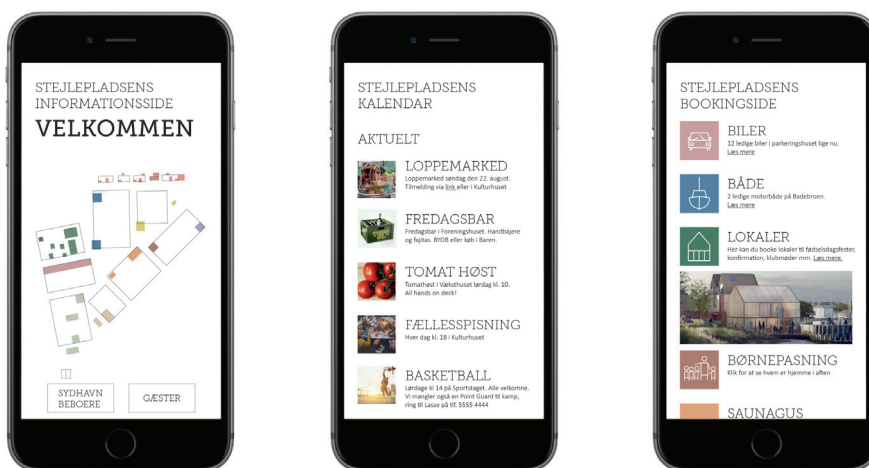 STEJLEPLADSENS
INFORMATIONSSIDE
VELKOMMEN
SYDHAVN
BEBOERE
GÆSTER
STEJLEPLADSENS
KALENDAR
AKTUELT
LOPPEMARKED
Loppemarked søndag den 22. august.
Tilmelding via link eller i Kulturhuset
FREDAGSBAR
Fredagsbar i Foreningshuset. Handbajere
og fajitas. BYOB eller køb i Baren.
TOMAT HØST
Tomathøst i Væksthuset lørdag kl. 10.
All hands on deck!
FÆLLESSPISNING
Hver dag kl. 18 i Kulturhuset
BASKETBALL
Lørdage kl 14 på Sportstaget. Alle velkomne.
Vi mangler også en Point Guard til kamp,
ring til Lasse på tlf. 5555 4444
STEJLEPLADSENS
BOOKINGSIDE
BILER
12 ledige biler i parkeringshuset lige nu.
Læs mere
BÅDE
2 ledige motorbåde på Badebroen.
Læs mere
LOKALER
Her kan du booke lokaler til fødselsdagsfester,
konfirmation, klubmøder mm. Læs mere.
BØRNEPASNING
Klik for at se hvem er hjemme i aften
SAUNAGUS